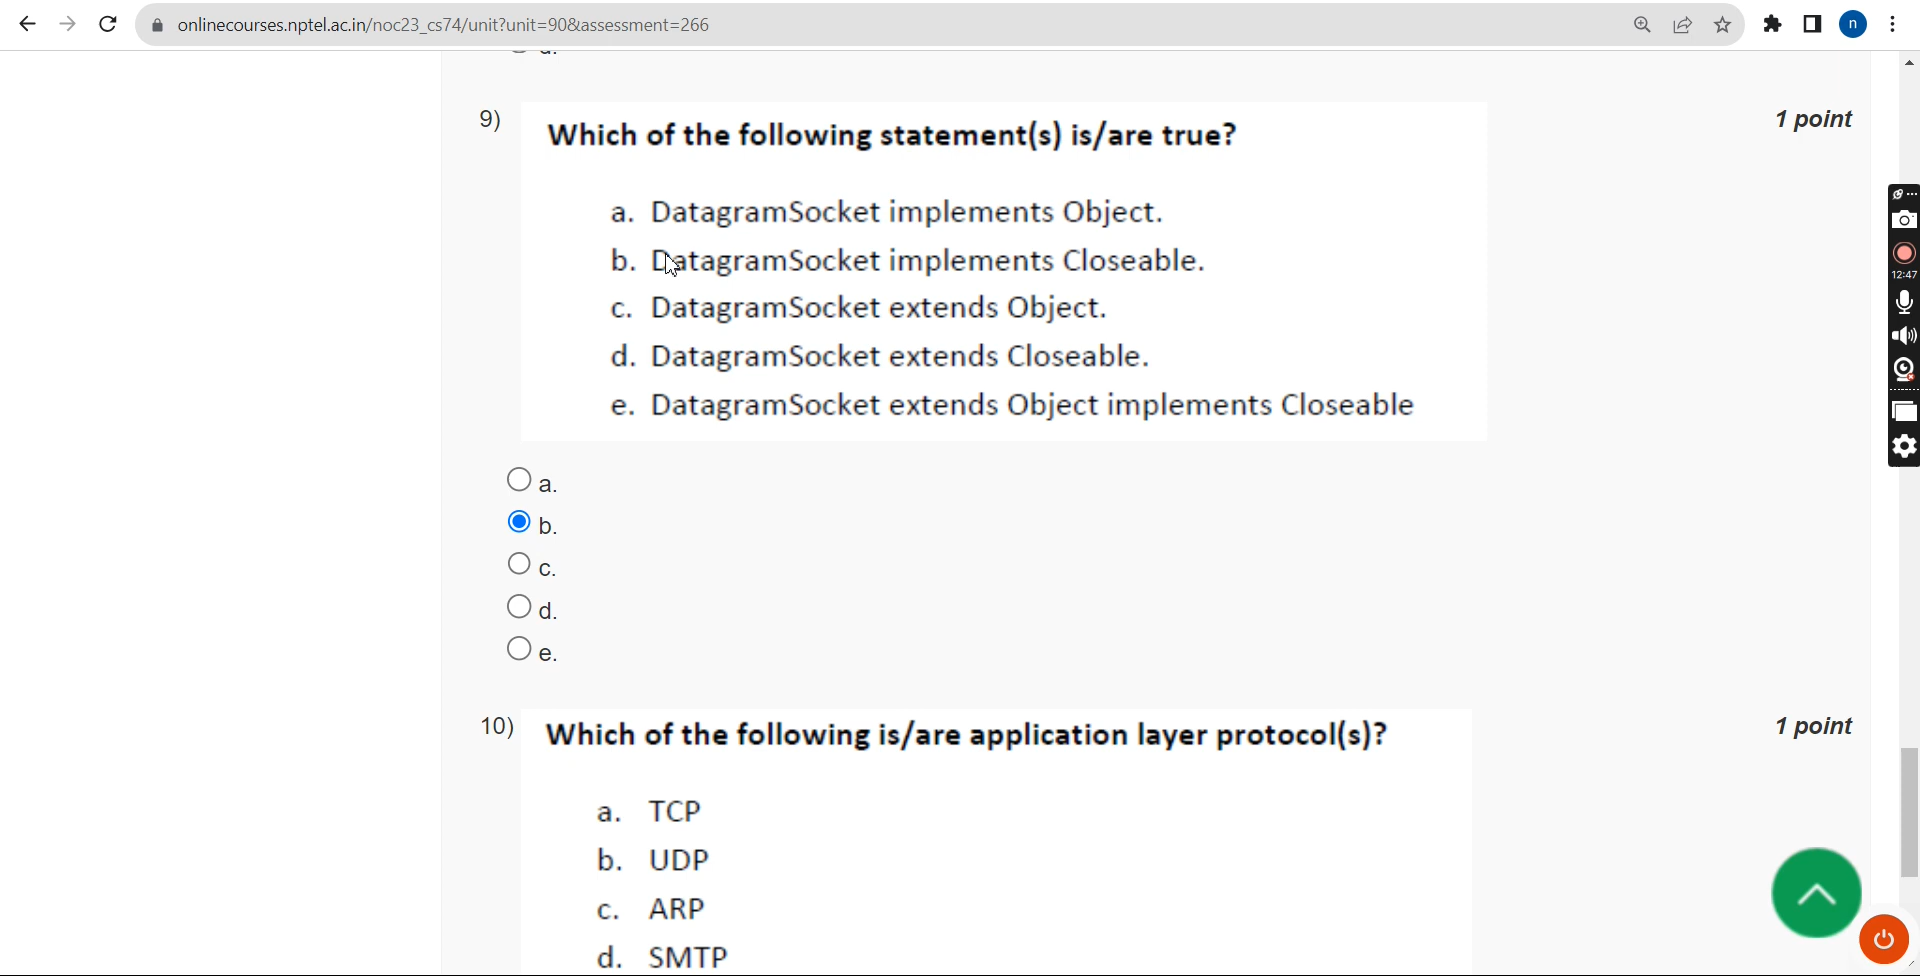 onlinecourses.nptel.ac.in/noc23_cs74/unit?unit=90&assessment=266
n
9)
Which of the following statement(s) is/are true?
1 point
a. DatagramSocket implements Object.
b. DatagramSocket implements Closeable.
c. DatagramSocket extends Object.
d. DatagramSocket extends Closeable.
e. DatagramSocket extends Object implements Closeable
12:47
a.
b.
c.
d.
e.
10)
Which of the following is/are application layer protocol(s)?
1 point
a. TCP
b. UDP
c. ARP
d. SMTP